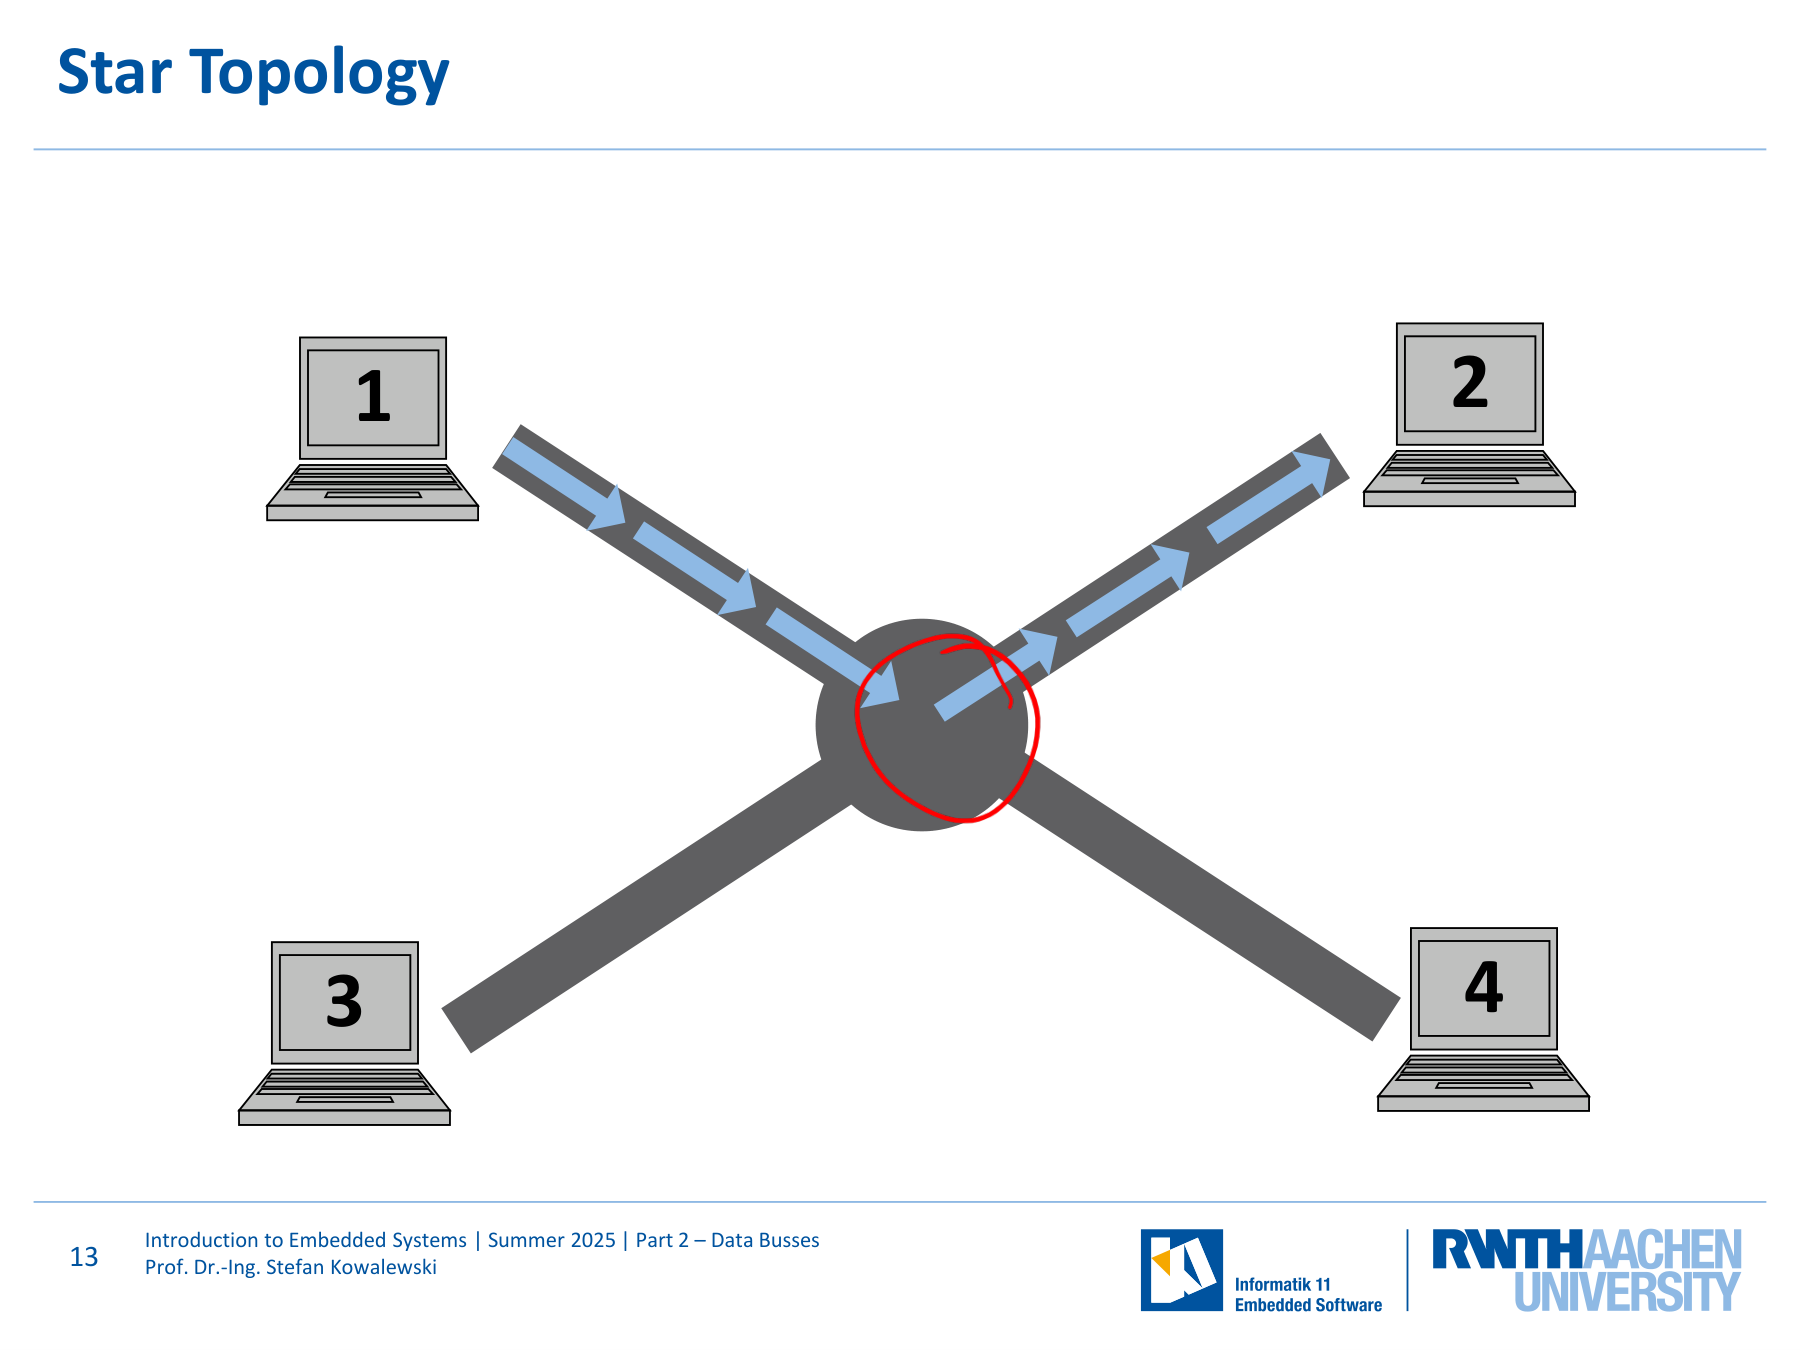 Star Topology
1
2
3
4
13
Introduction to Embedded Systems | Summer 2025 | Part 2 – Data Busses
Prof. Dr.-Ing. Stefan Kowalewski
Informatik 11
Embedded Software
RWTHAACHEN
UNIVERSITY